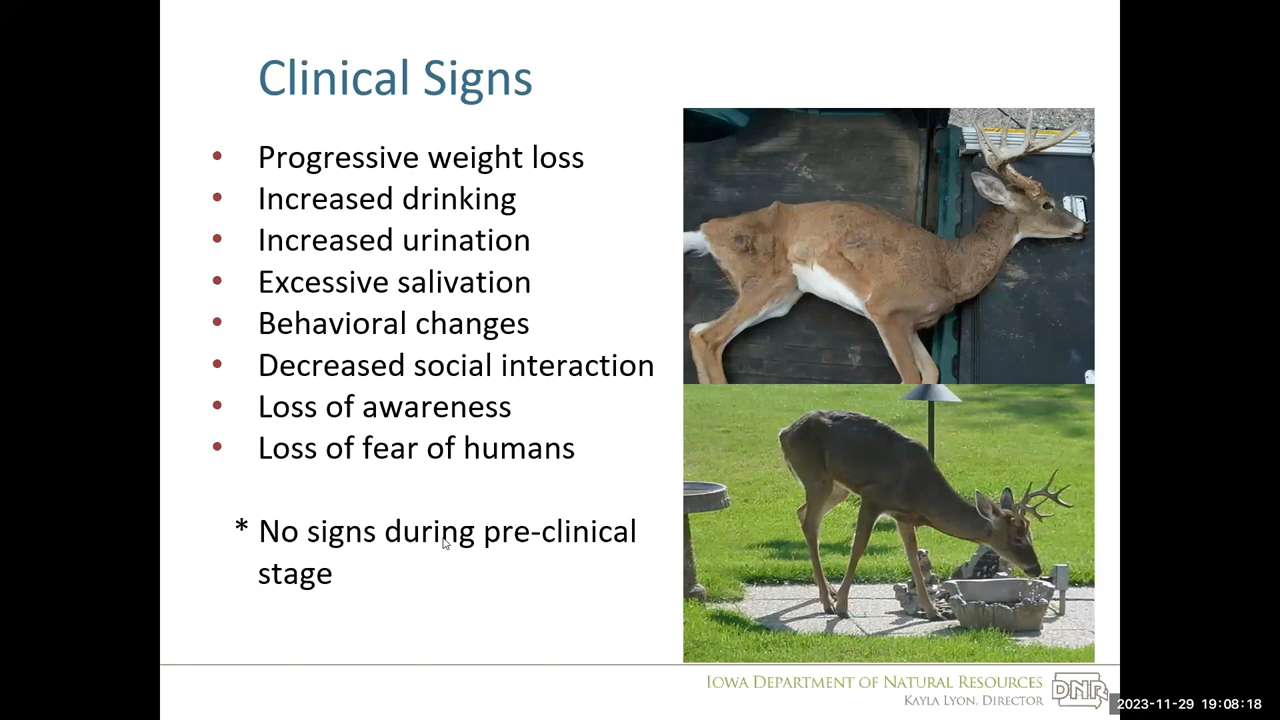 Clinical Signs
• Progressive weight loss
• Increased drinking
• Increased urination
• Excessive salivation
• Behavioral changes
• Decreased social interaction
• Loss of awareness
• Loss of fear of humans
* No signs during pre-clinical
stage
IOWA DEPARTMENT OF NATURAL RESOURCES
KAYLA LYON, DIRECTOR
DNR
2023-11-29 19:08:18